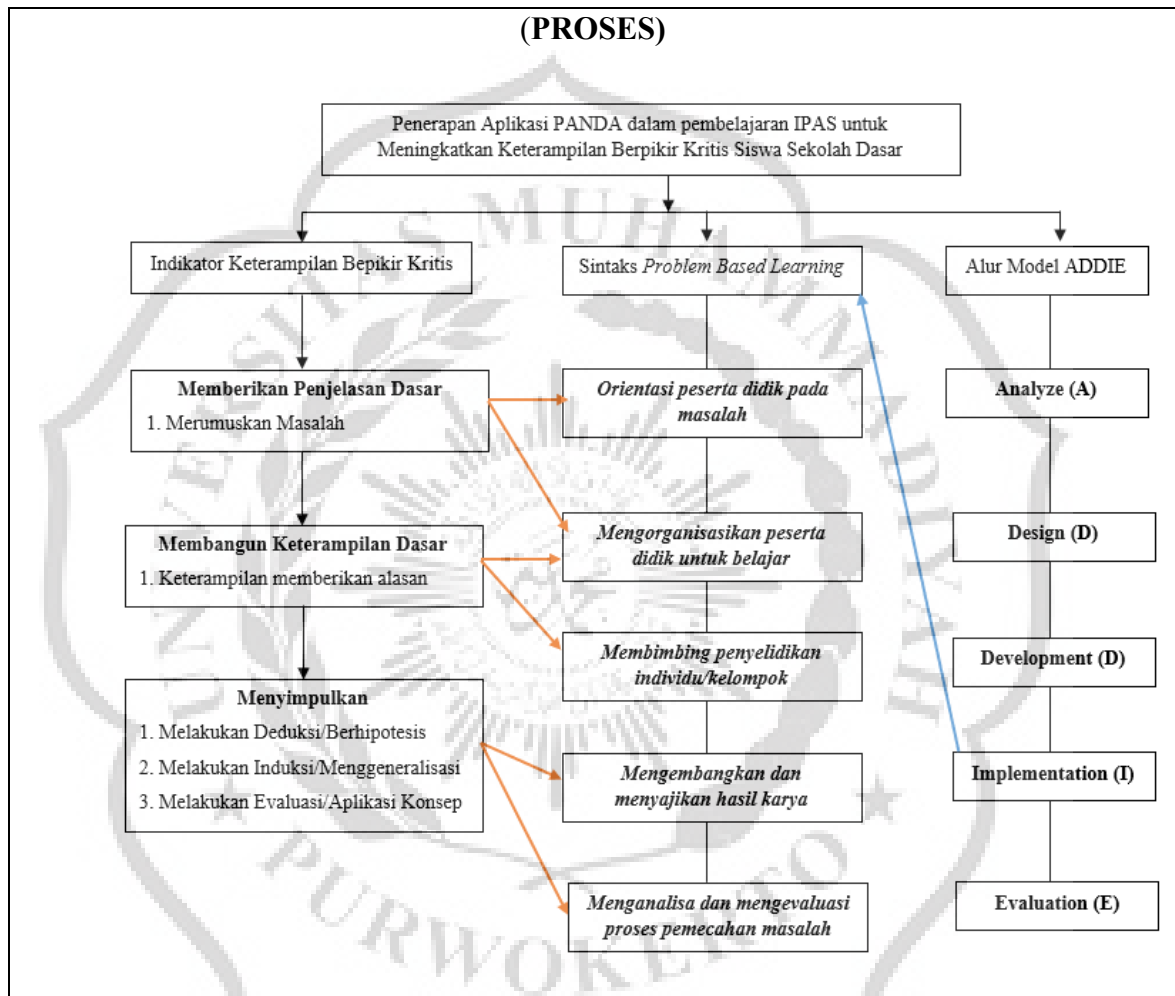 (PROSES)
Penerapan Aplikasi PANDA dalam pembelajaran IPAS untuk
Meningkatkan Keterampilan Berpikir Kritis Siswa Sekolah Dasar
Indikator Keterampilan Bepikir Kritis
Sintaks Problem Based Learning
Alur Model ADDIE
Memberikan Penjelasan Dasar
1. Merumuskan Masalah
Orientasi peserta didik pada
masalah
Analyze (A)
Membangun Keterampilan Dasar
1. Keterampilan memberikan alasan
Mengorganisasikan peserta
didik untuk belajar
Design (D)
Membimbing penyelidikan
individu/kelompok
Development (D)
Menyimpulkan
1. Melakukan Deduksi/Berhipotesis
2. Melakukan Induksi/Menggeneralisasi
3. Melakukan Evaluasi/Aplikasi Konsep
Mengembangkan dan
menyajikan hasil karya
Implementation (I)
Menganalisa dan mengevaluasi
proses pemecahan masalah
Evaluation (E)
UNIVERSITAS MUHAMMADIYAH
PURWOKERTO